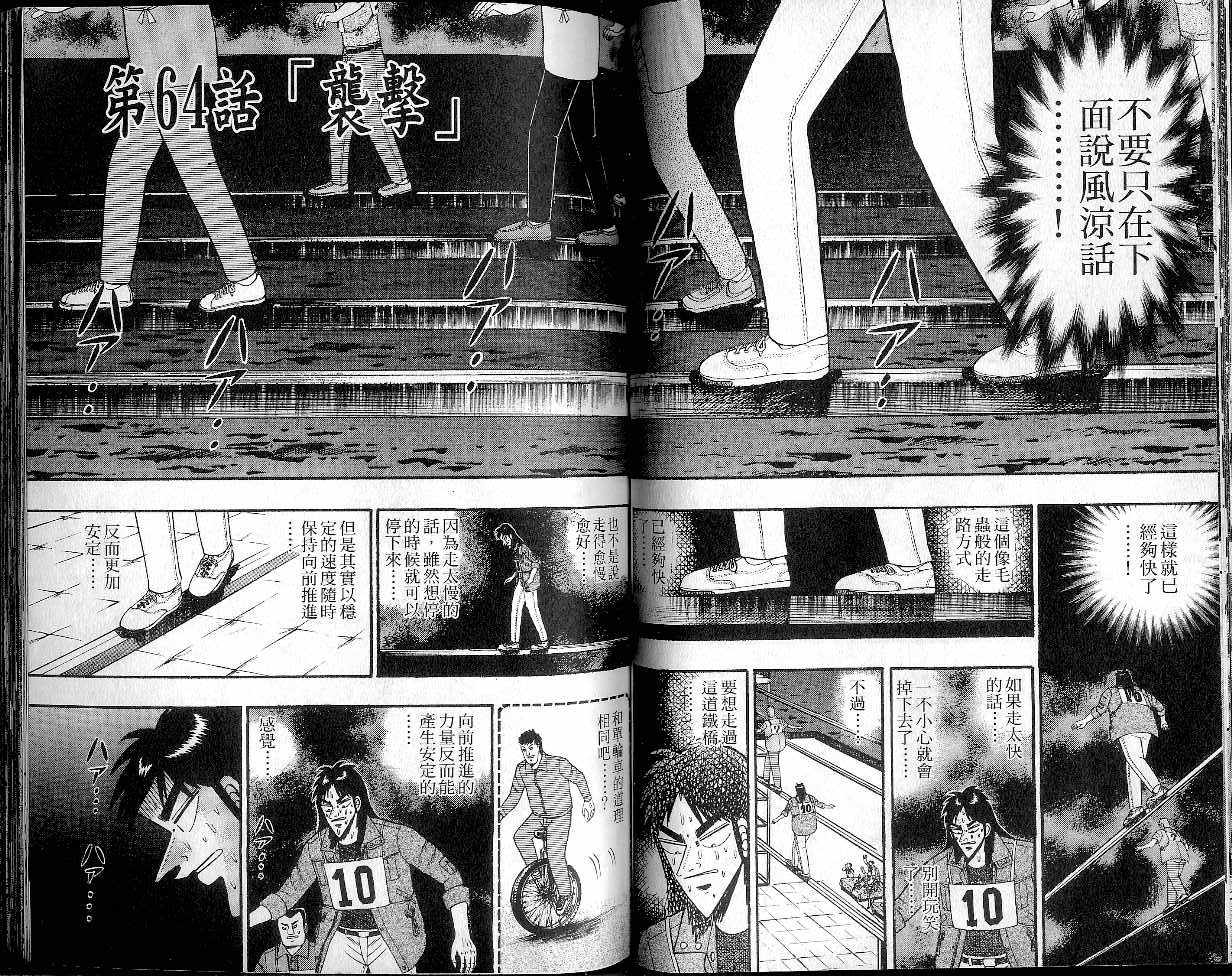 不要只在下
面說風涼話
………！
第64話「襲擊」
ハァ・・
ハァ・・
ハァ・・
ハァ・・
這樣就已
經夠快了
……！
這個像毛
蟲般的走
路方式
已經夠快
了……
如果走太快
的話……
一不小心就會
掉下去了……
別開玩笑
了……
10
不過……
10
要想走過
這道鐵橋
……
也不是說
走得愈慢
愈好……
因為走太慢的
話，雖然想停
的時候就可以
停下來……
但是其實以穩
定的速度隨時
保持向前推進
……
反而更加
安定……
和單輪車的道理
相同吧……？
向前推進的
力量反而能
產生安定的
……
感覺……
ハァ・・・
10
ハァ・・・
ハァ・・・
ハァ・・・